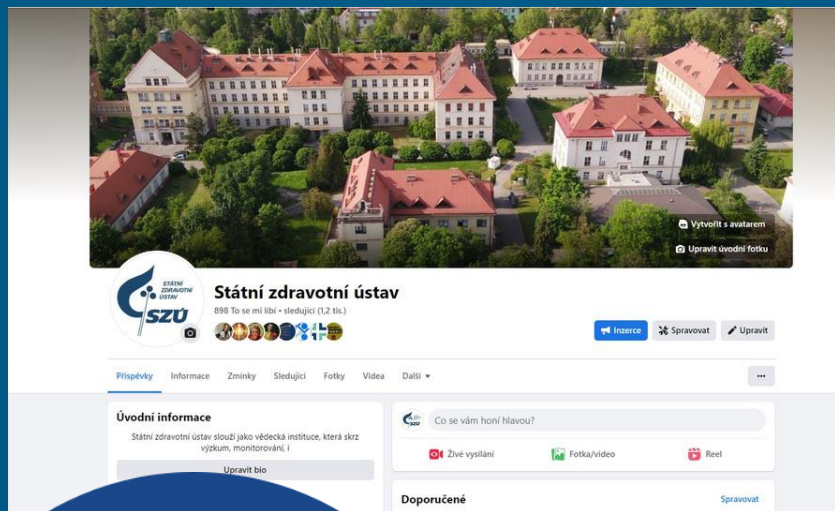 Vytvořit s avatarem
Upravit úvodní fotku
STÁTNÍ
ZDRAVOTNÍ
ÚSTAV
SZÚ
Státní zdravotní ústav
898 To se mi líbí • sledující (1,2 tis.)
Inzerce
Spravovat
Upravit
Příspěvky
Informace
Zmínky
Sledující
Fotky
Videa
Další
Úvodní informace
Státní zdravotní ústav slouží jako vědecká instituce, která skrz
výzkum, monitorování, i
Upravit bio
SZÚ
Co se vám honí hlavou?
Živé vysílání
Fotka/video
Reel
Doporučené
Spravovat